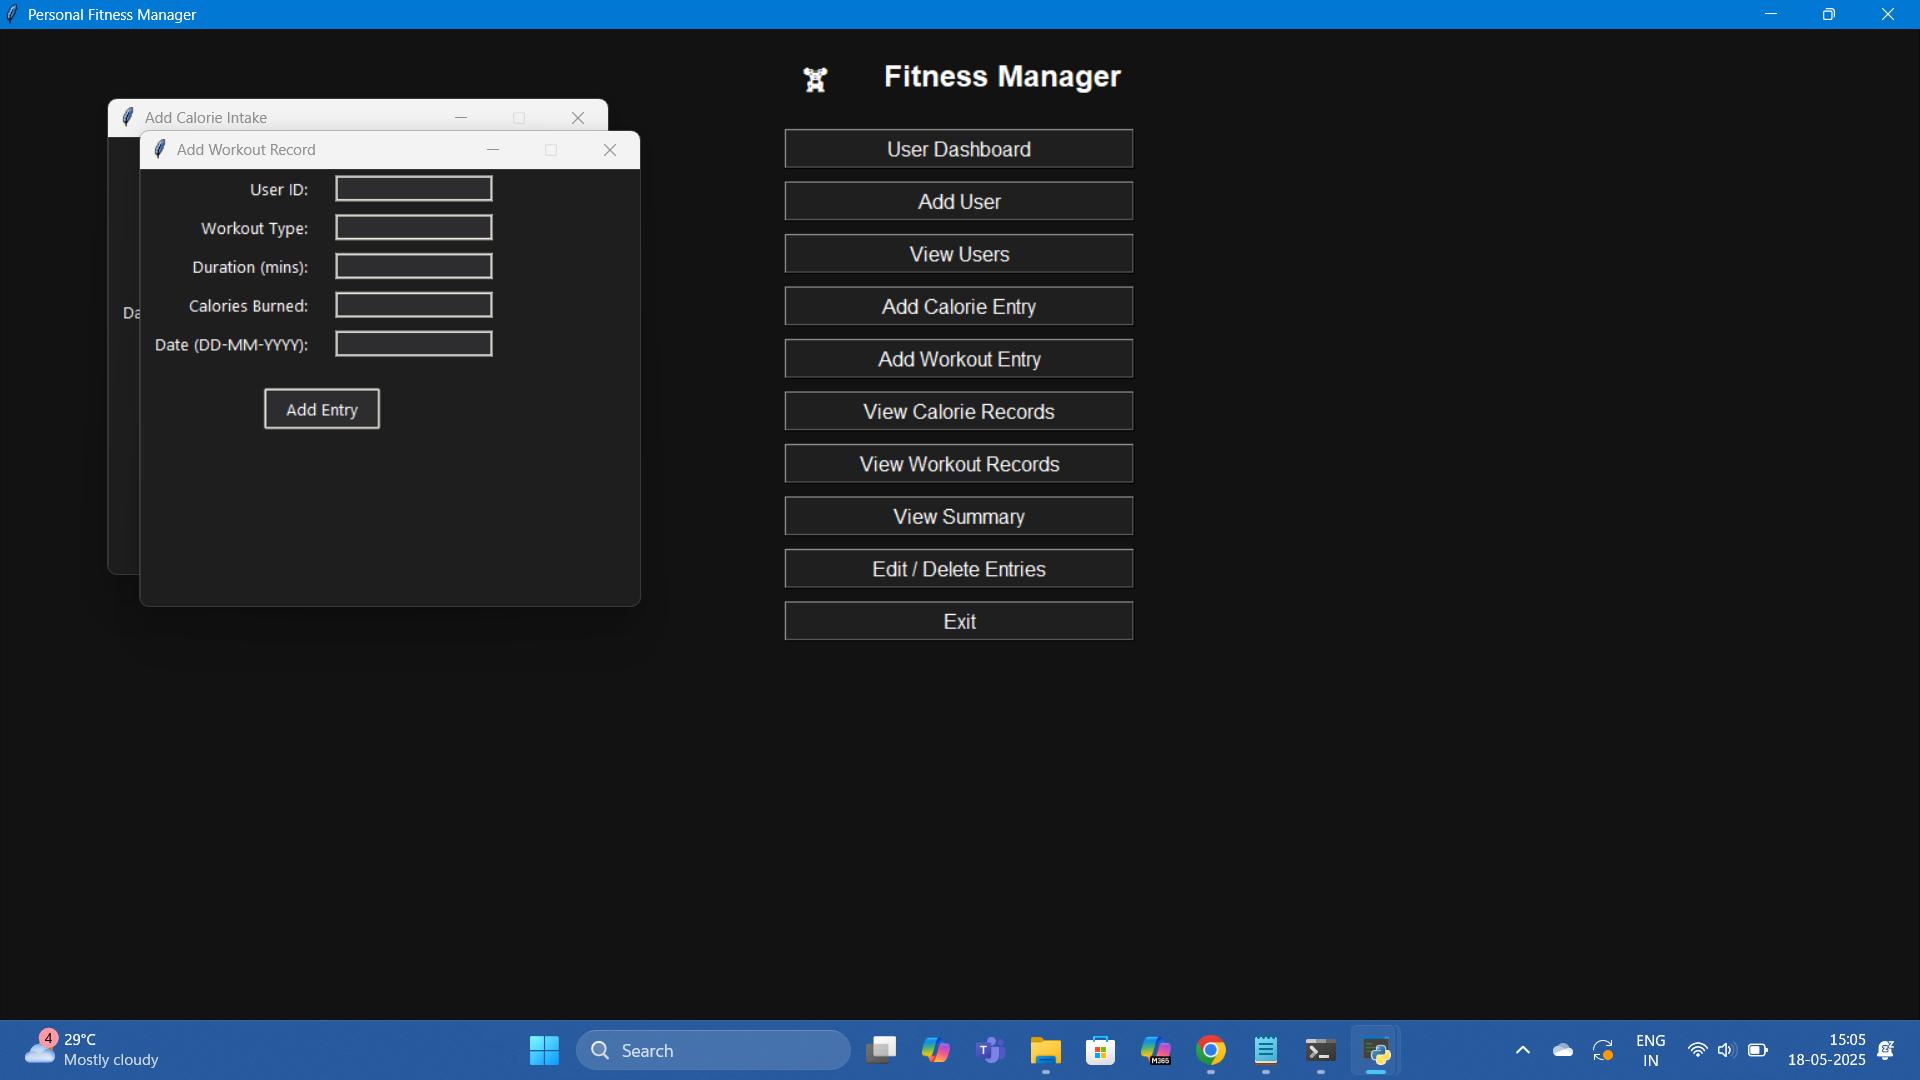 Personal Fitness Manager
Fitness Manager
Add Calorie Intake
Add Workout Record
User ID:
Workout Type:
Duration (mins):
Calories Burned:
Date (DD-MM-YYYY):
Add Entry
Da
User Dashboard
Add User
View Users
Add Calorie Entry
Add Workout Entry
View Calorie Records
View Workout Records
View Summary
Edit / Delete Entries
Exit
4
29°C
Mostly cloudy
Search
T
M365
ENG
IN
15:05
18-05-2025